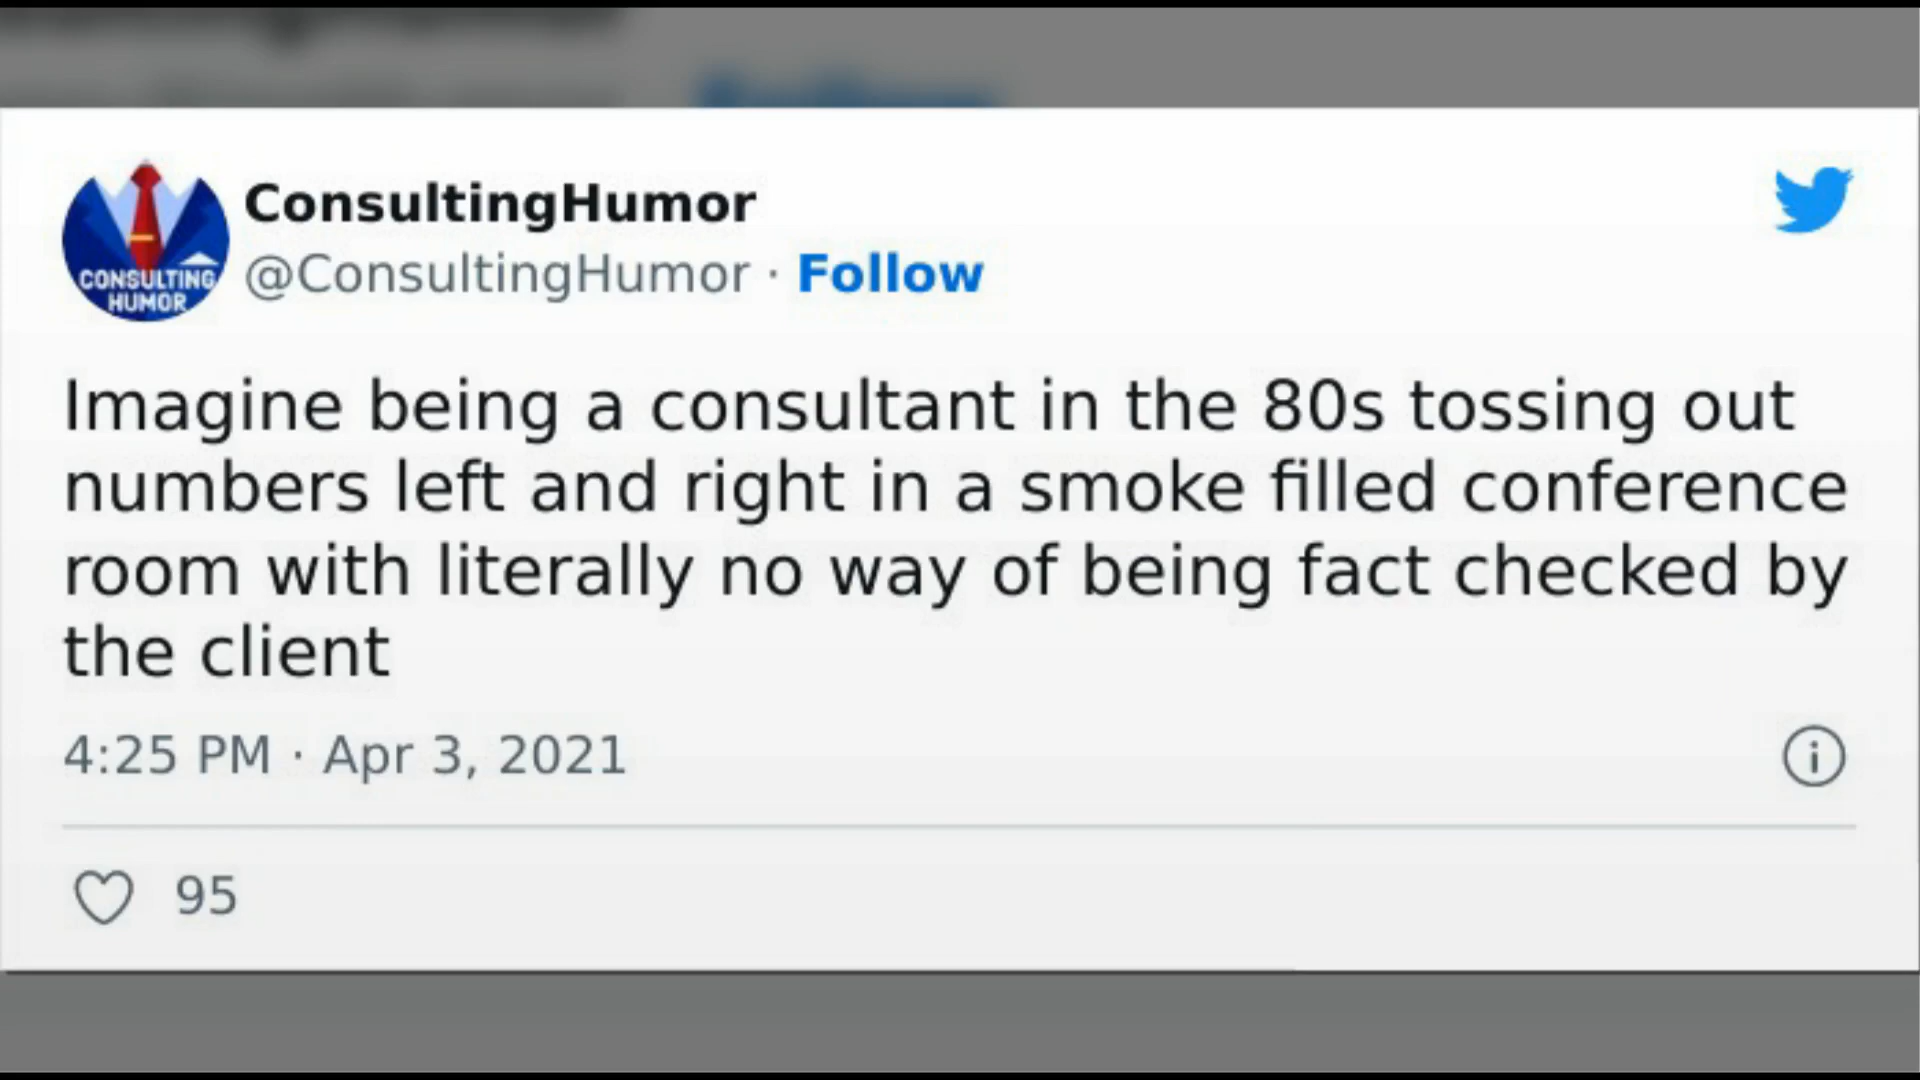 ConsultingHumor
@ConsultingHumor · Follow
CONSULTING
HUMOR
Imagine being a consultant in the 80s tossing out
numbers left and right in a smoke filled conference
room with literally no way of being fact checked by
the client
4:25 PM · Apr 3, 2021
95